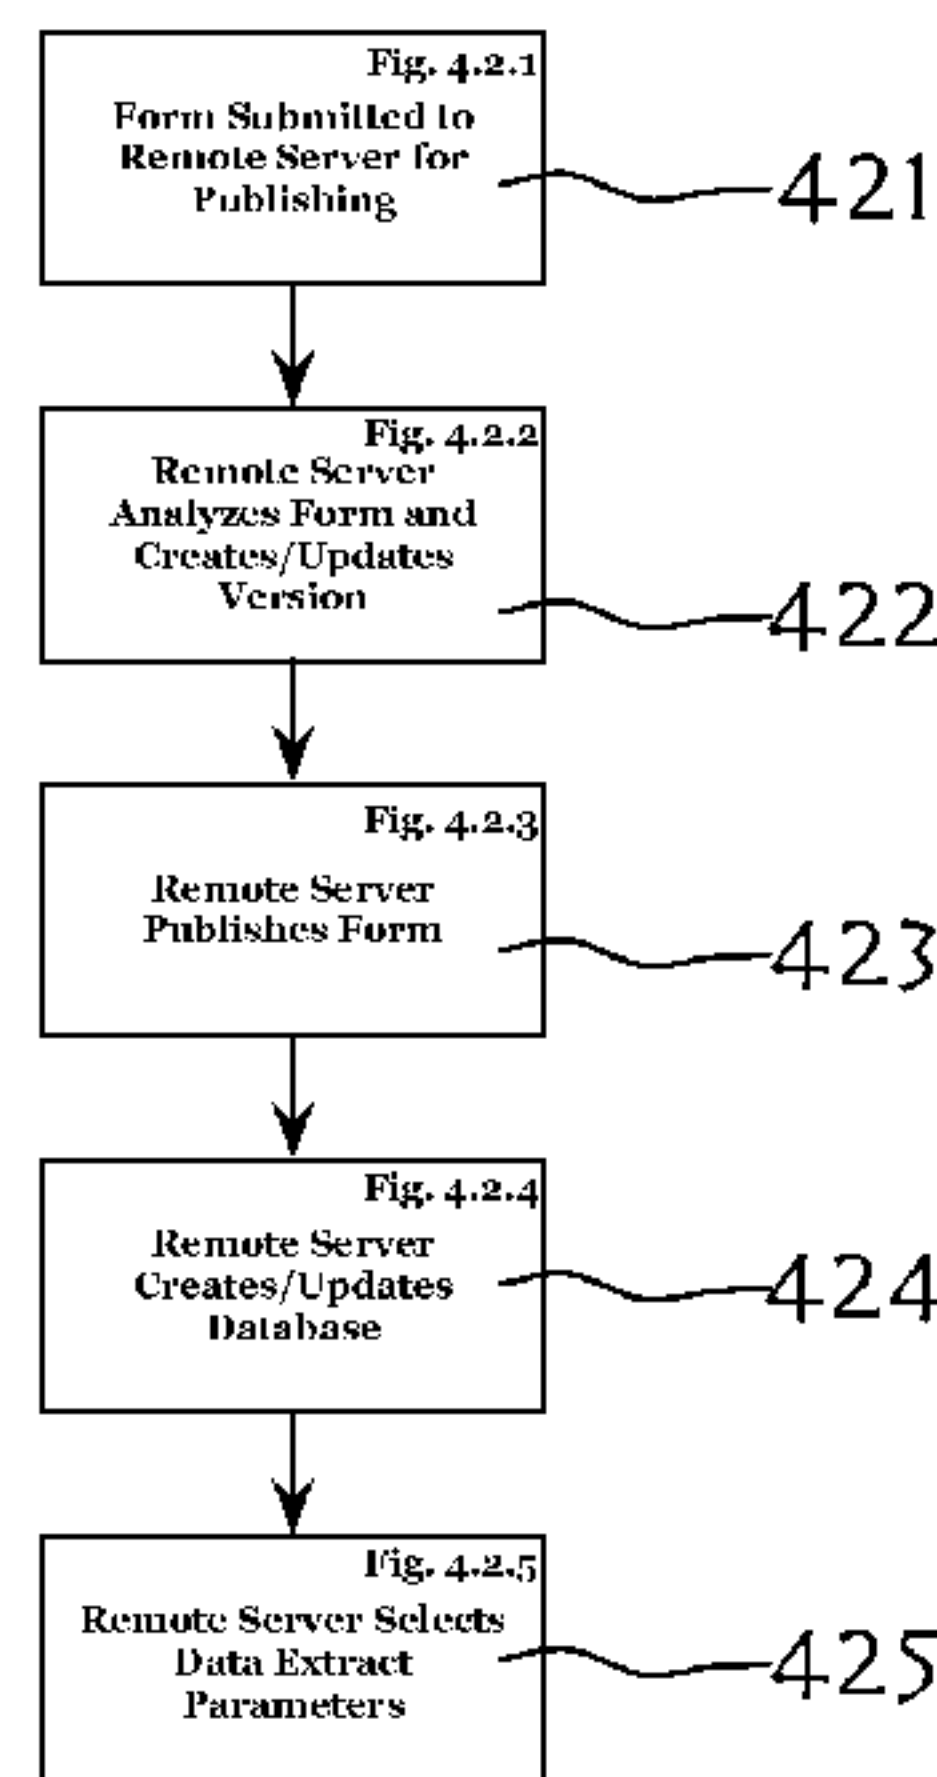 Fig. 4.2.1
Form Submitted to
Remote Server for
Publishing
421
Fig. 4.2.2
Remote Server
Analyzes Form and
Creates/Updates
Version
422
Fig. 4.2.3
Remote Server
Publishes Form
423
Fig. 4.2.4
Remote Server
Creates/Updates
Database
424
Fig. 4.2.5
Remote Server Selects
Data Extract
Parameters
425